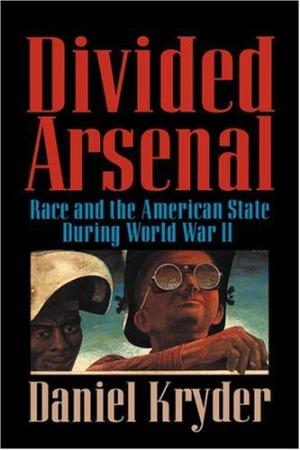 Divided
Arsenal
Race and the American State
During World War II
Daniel Kryder